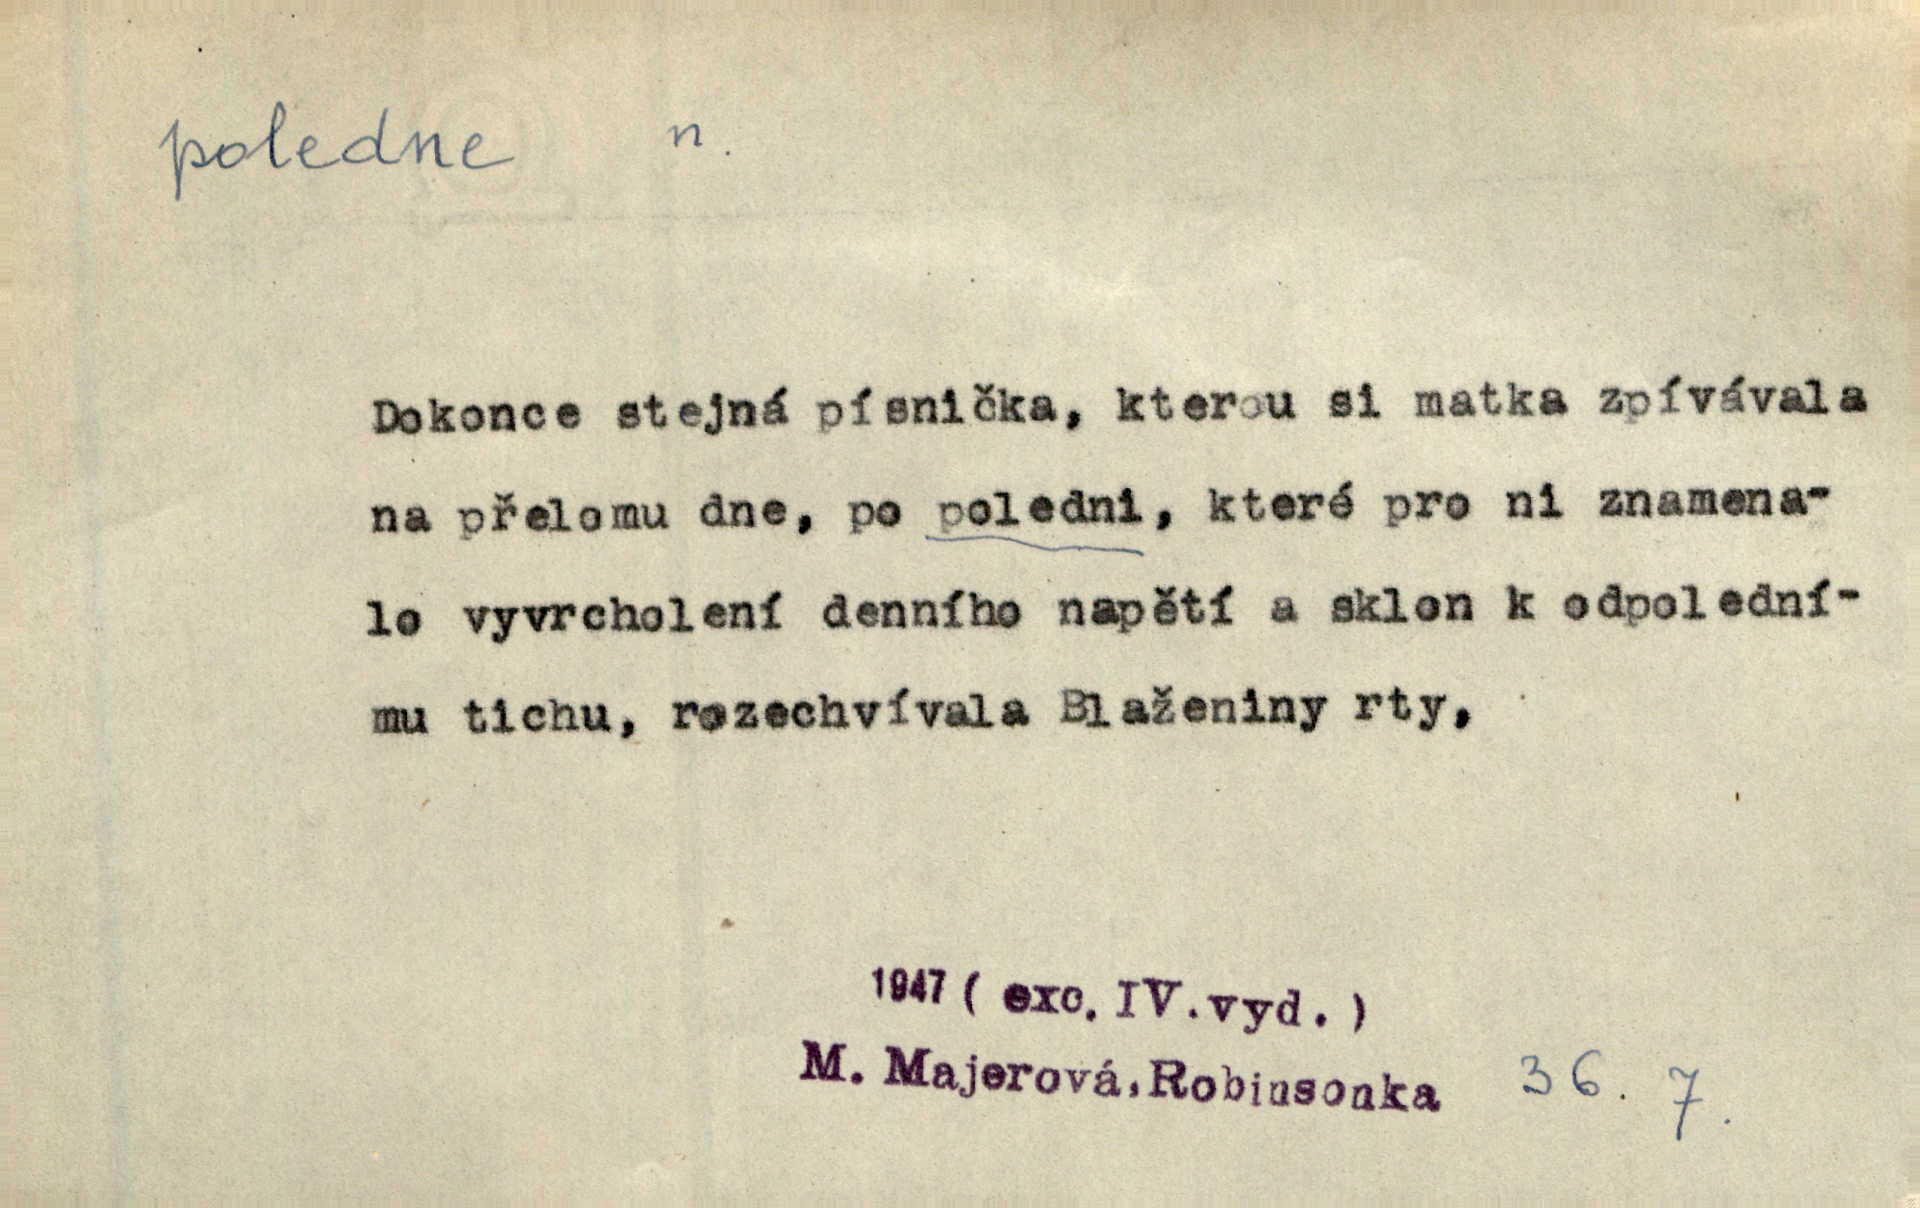 poledne n.
Dokonce stejná písnička, kterou si matka zpívávala
na přelomu dne, po poledni, které pro ni znamena-
lo vyvrcholení denního napětí a sklon k odpolední-
mu tichu, rozechvívala Blaženiny rty,
1947 ( exc. IV. vyd. )
M. Majerová, Robinsonka 36. 7.